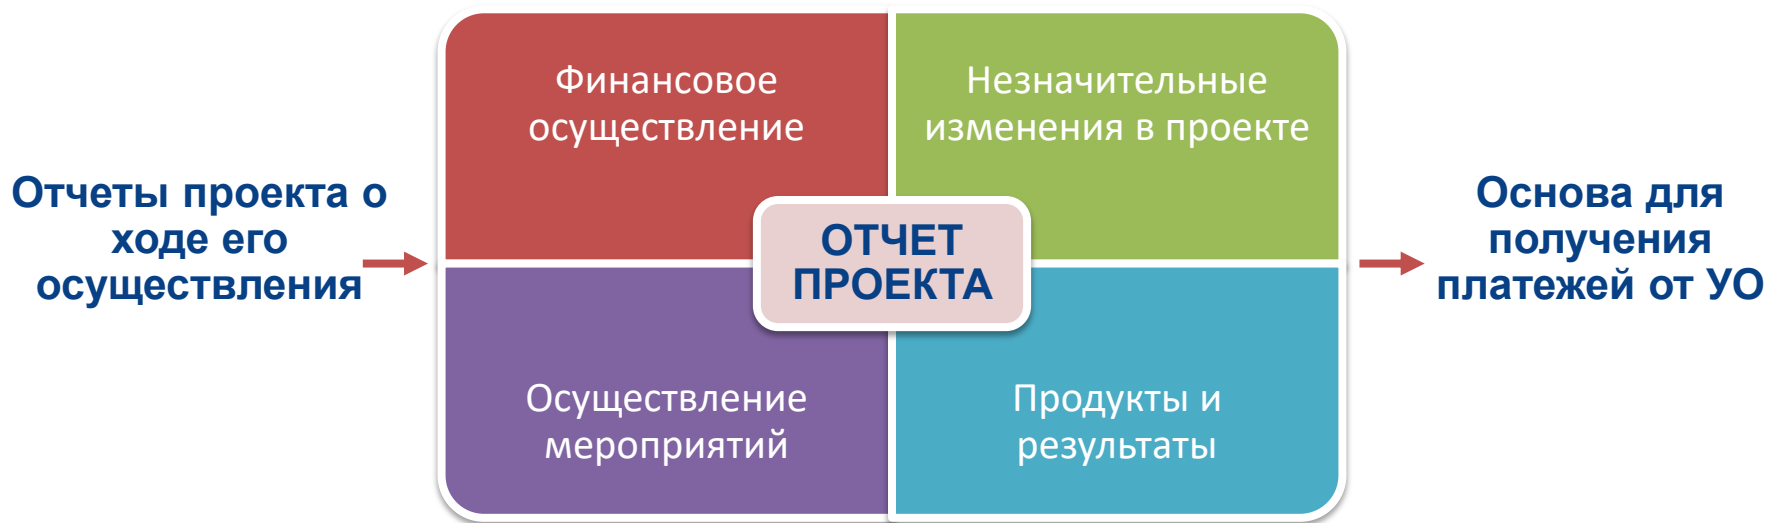 Отчеты проекта о
ходе его
осуществления
Финансовое
осуществление
Незначительные
изменения в проекте
ОТЧЕТ
ПРОЕКТА
Осуществление
мероприятий
Продукты и
результаты
Основа для
получения
платежей от УО